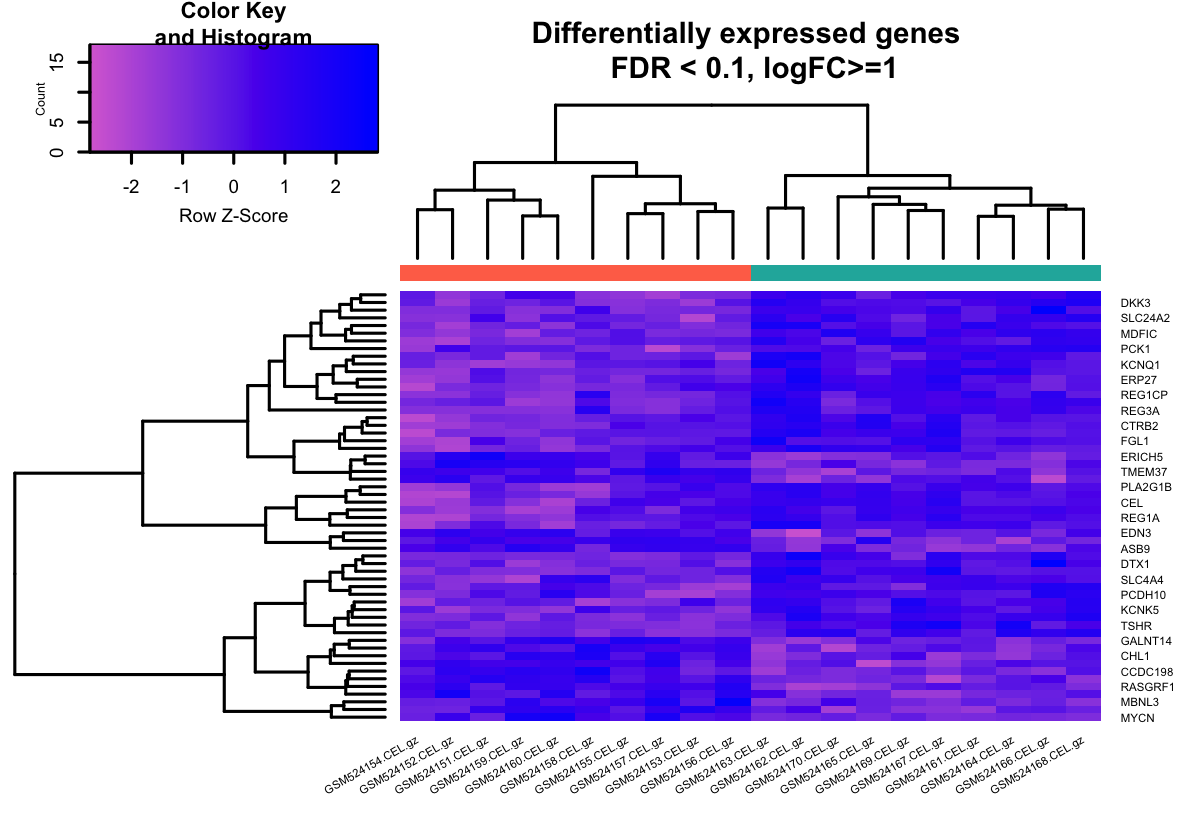 Color Key
and Histogram
Count
0 5 15
-2 -1 0 1 2
Row Z-Score
Differentially expressed genes
FDR < 0.1, logFC>=1
DKK3
SLC24A2
MDFIC
PCK1
KCNQ1
ERP27
REG1CP
REG3A
CTRB2
FGL1
ERICH5
TMEM37
PLA2G1B
CEL
REG1A
EDN3
ASB9
DTX1
SLC4A4
PCDH10
KCNK5
TSHR
GALNT14
CHL1
CCDC198
RASGRF1
MBNL3
MYCN
GSM524154.CEL.gz
GSM524152.CEL.gz
GSM524151.CEL.gz
GSM524159.CEL.gz
GSM524160.CEL.gz
GSM524158.CEL.gz
GSM524155.CEL.gz
GSM524157.CEL.gz
GSM524153.CEL.gz
GSM524156.CEL.gz
GSM524163.CEL.gz
GSM524162.CEL.gz
GSM524170.CEL.gz
GSM524165.CEL.gz
GSM524169.CEL.gz
GSM524167.CEL.gz
GSM524161.CEL.gz
GSM524164.CEL.gz
GSM524166.CEL.gz
GSM524168.CEL.gz